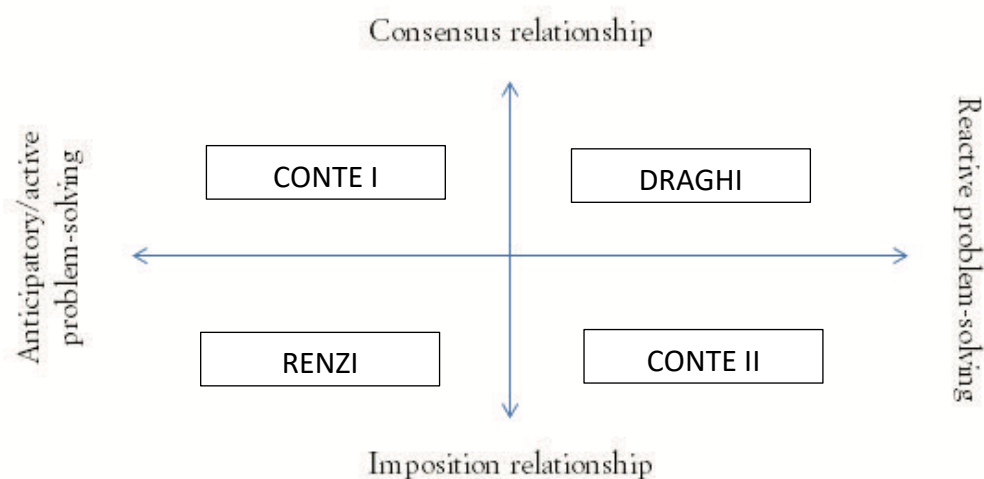 Consensus relationship
Anticipatory/active
problem-solving
Reactive problem-solving
CONTE I
DRAGHI
RENZI
CONTE II
Imposition relationship